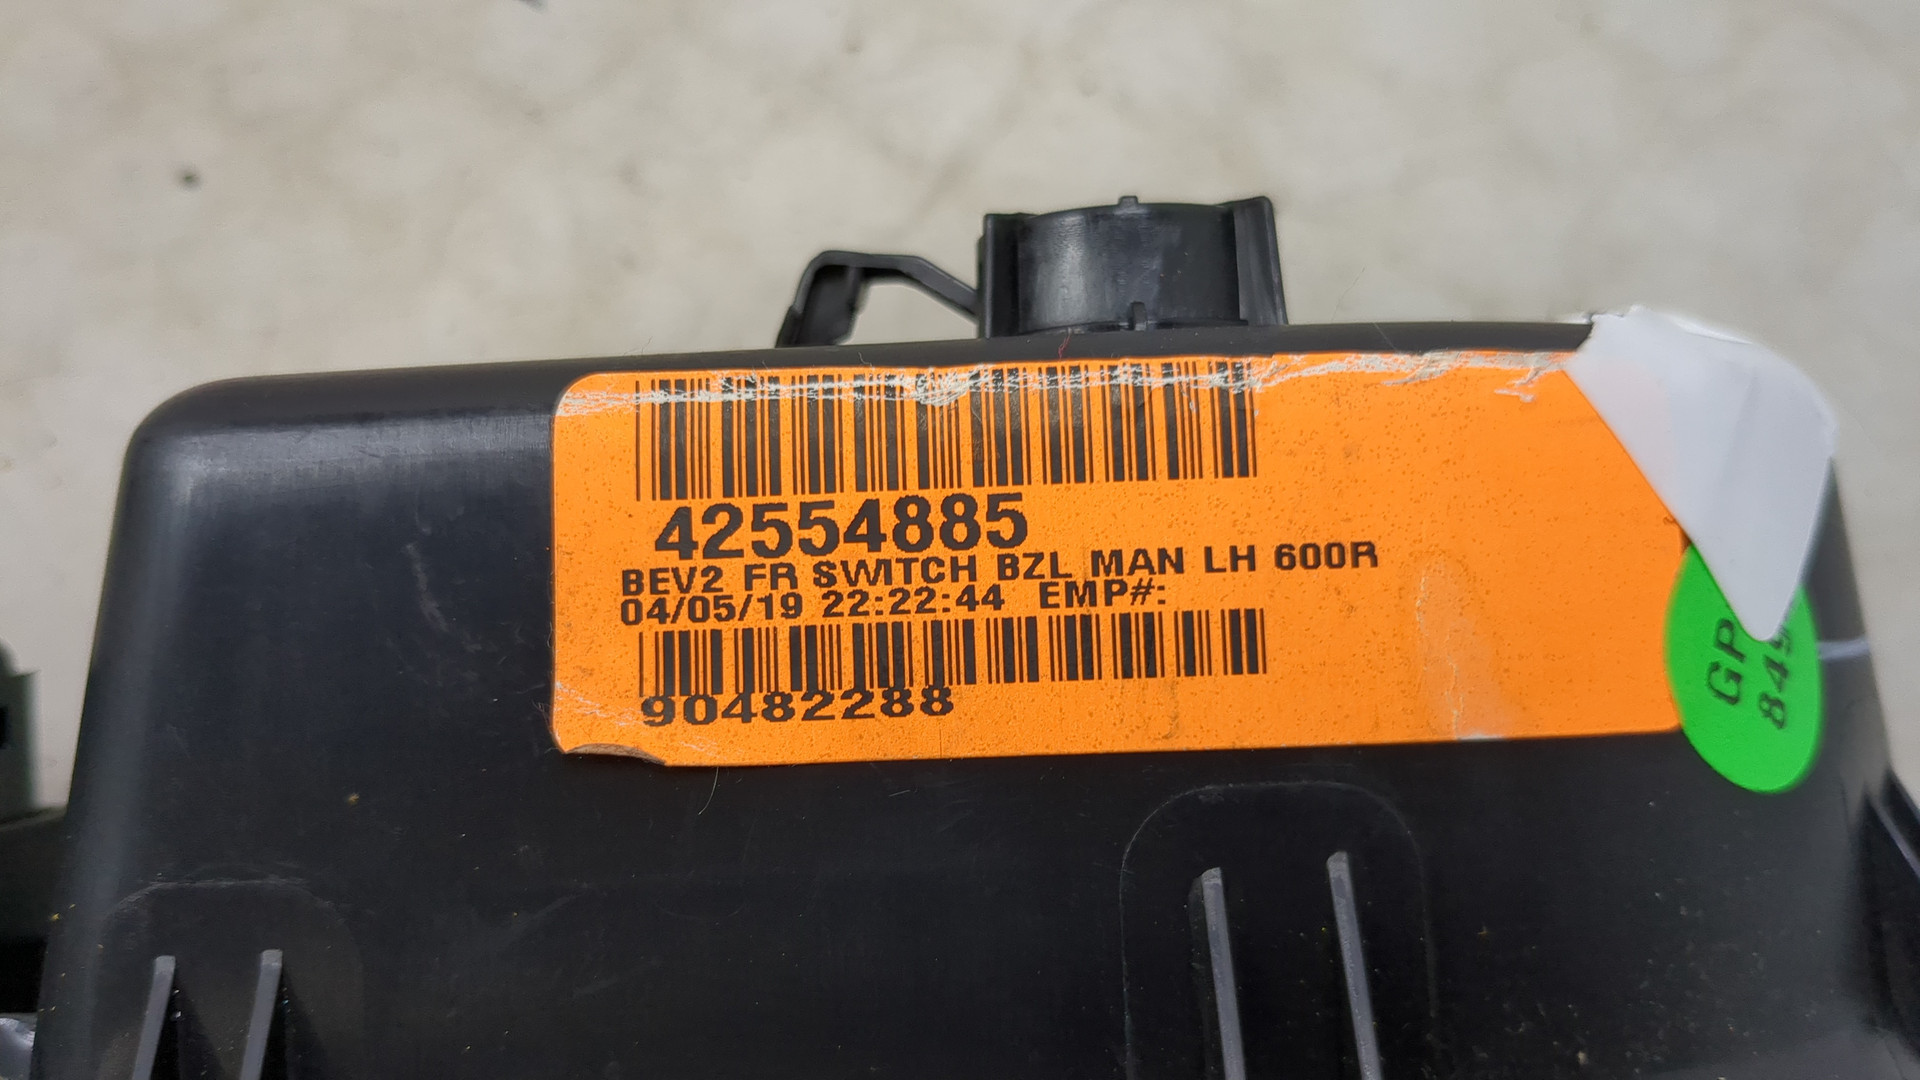 42554885
BEV2 FR SWITCH BZL MAN LH 600R
04/05/19 22:22:44 EMP#:
90482288
GP